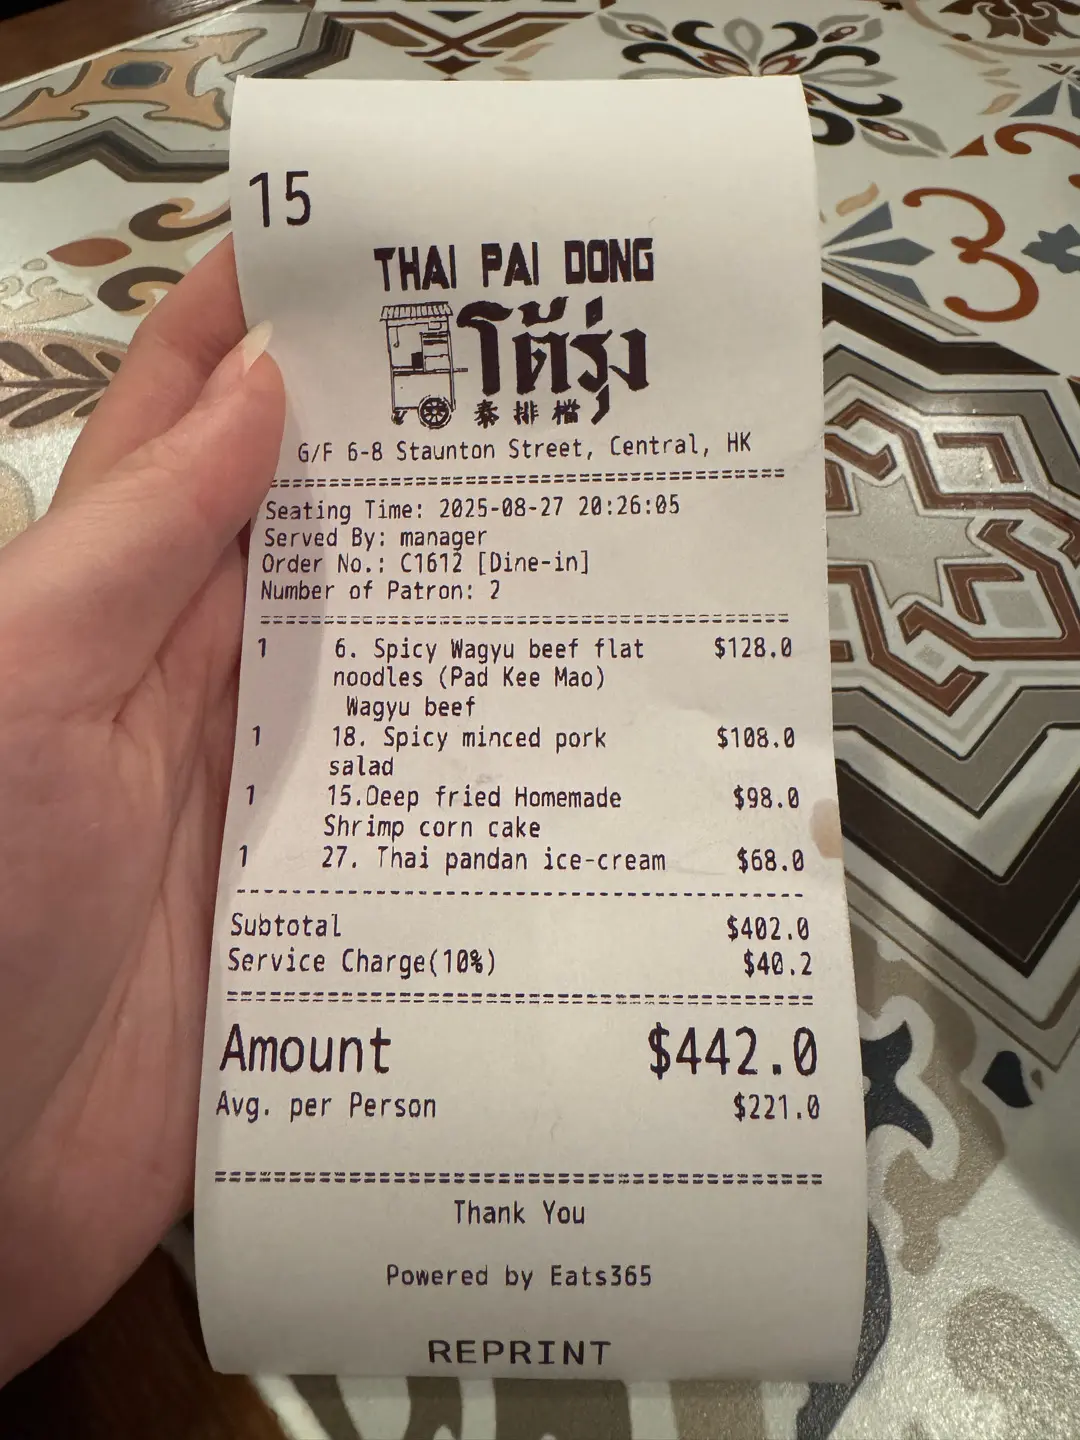 15
THAI PAI DONG
โต้รุ่ง
泰排檔
G/F 6-8 Staunton Street, Central, HK
Seating Time: 2025-08-27 20:26:05
Served By: manager
Order No.: C1612 [Dine-in]
Number of Patron: 2
1 6. Spicy Wagyu beef flat $128.0
noodles (Pad Kee Mao)
Wagyu beef
1 18. Spicy minced pork $108.0
salad
1 15.Deep fried Homemade $98.0
Shrimp corn cake
1 27. Thai pandan ice-cream $68.0
Subtotal $402.0
Service Charge(10%) $40.2
Amount $442.0
Avg. per Person $221.0
Thank You
Powered by Eats365
REPRINT